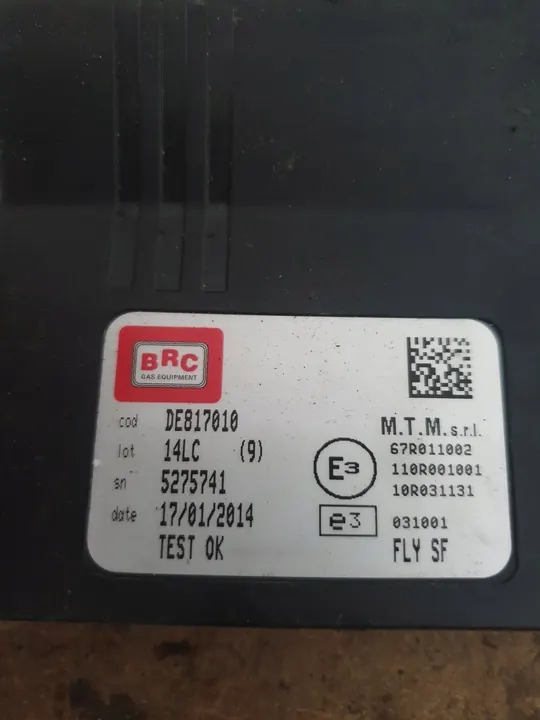 BRC
GAS EQUIPMENT
cod DE817010
lot 14LC (9)
sn 5275741
date 17/01/2014
TEST OK
M.T.M. s.r.l.
E3
67R011002
110R001001
10R031131
e3 031001
FLY SF